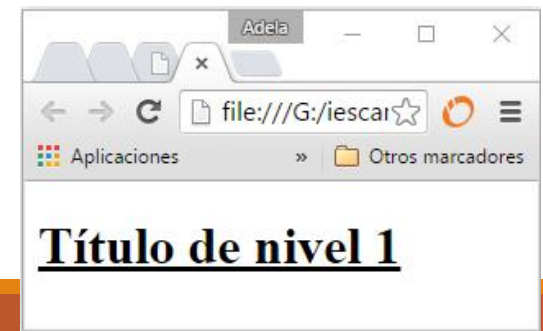 Adela
file:///G:/iescar
Aplicaciones » Otros marcadores
Título de nivel 1